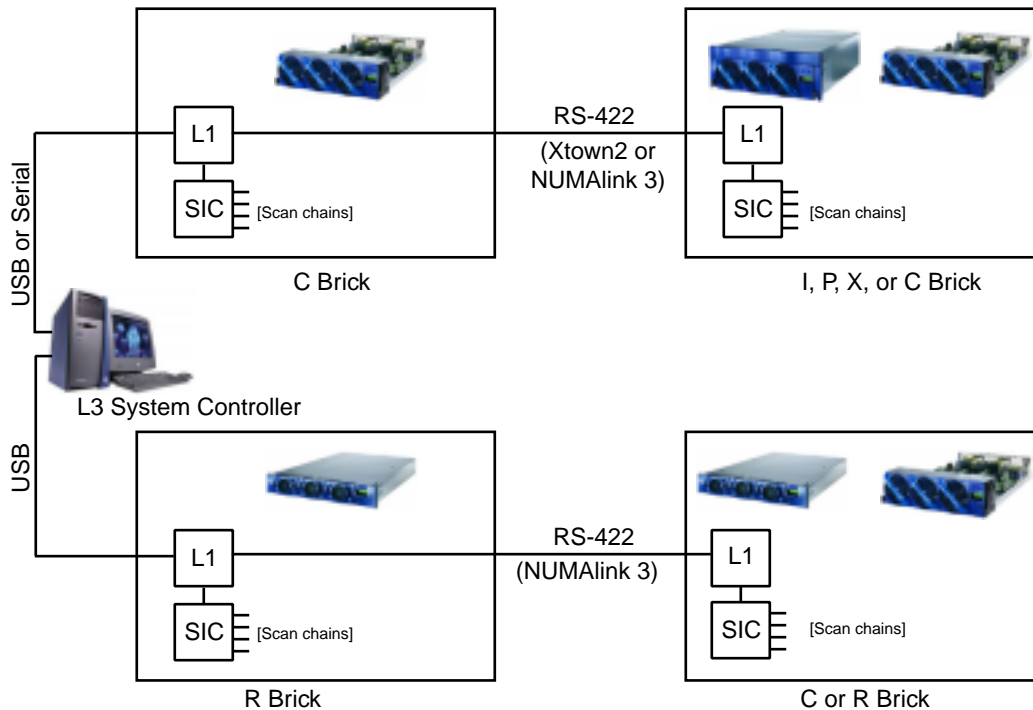 L1
SIC
[Scan chains]
C Brick
RS-422
(Xtown2 or
NUMAlink 3)
L1
SIC
[Scan chains]
I, P, X, or C Brick
USB or Serial
L3 System Controller
USB
L1
SIC
[Scan chains]
R Brick
RS-422
(NUMAlink 3)
L1
SIC
[Scan chains]
C or R Brick